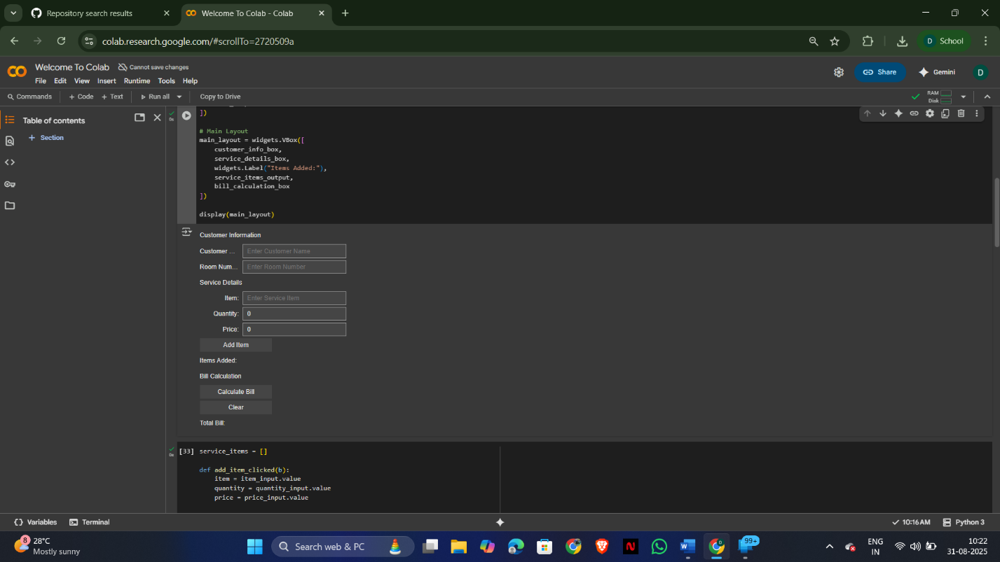 Repository search results
Welcome To Colab - Colab
colab.research.google.com/#scrollTo=2720509a
D School
Welcome To Colab Cannot save changes
File Edit View Insert Runtime Tools Help
Share
Gemini
D
Commands + Code + Text Run all Copy to Drive
RAM
Disk
Table of contents
+ Section
0s
])
# Main Layout
main_layout = widgets.VBox([
customer_info_box,
service_details_box,
widgets.Label("Items Added:"),
service_items_output,
bill_calculation_box
])
display(main_layout)
Customer Information
Customer ... Enter Customer Name
Room Num... Enter Room Number
Service Details
Item: Enter Service Item
Quantity: 0
Price: 0
Add Item
Items Added:
Bill Calculation
Calculate Bill
Clear
Total Bill:
0s
[33] service_items = []
def add_item_clicked(b):
item = item_input.value
quantity = quantity_input.value
price = price_input.value
Variables Terminal
10:16 AM Python 3
8
28°C
Mostly sunny
Search web & PC
99+
ENG
IN
10:22
31-08-2025